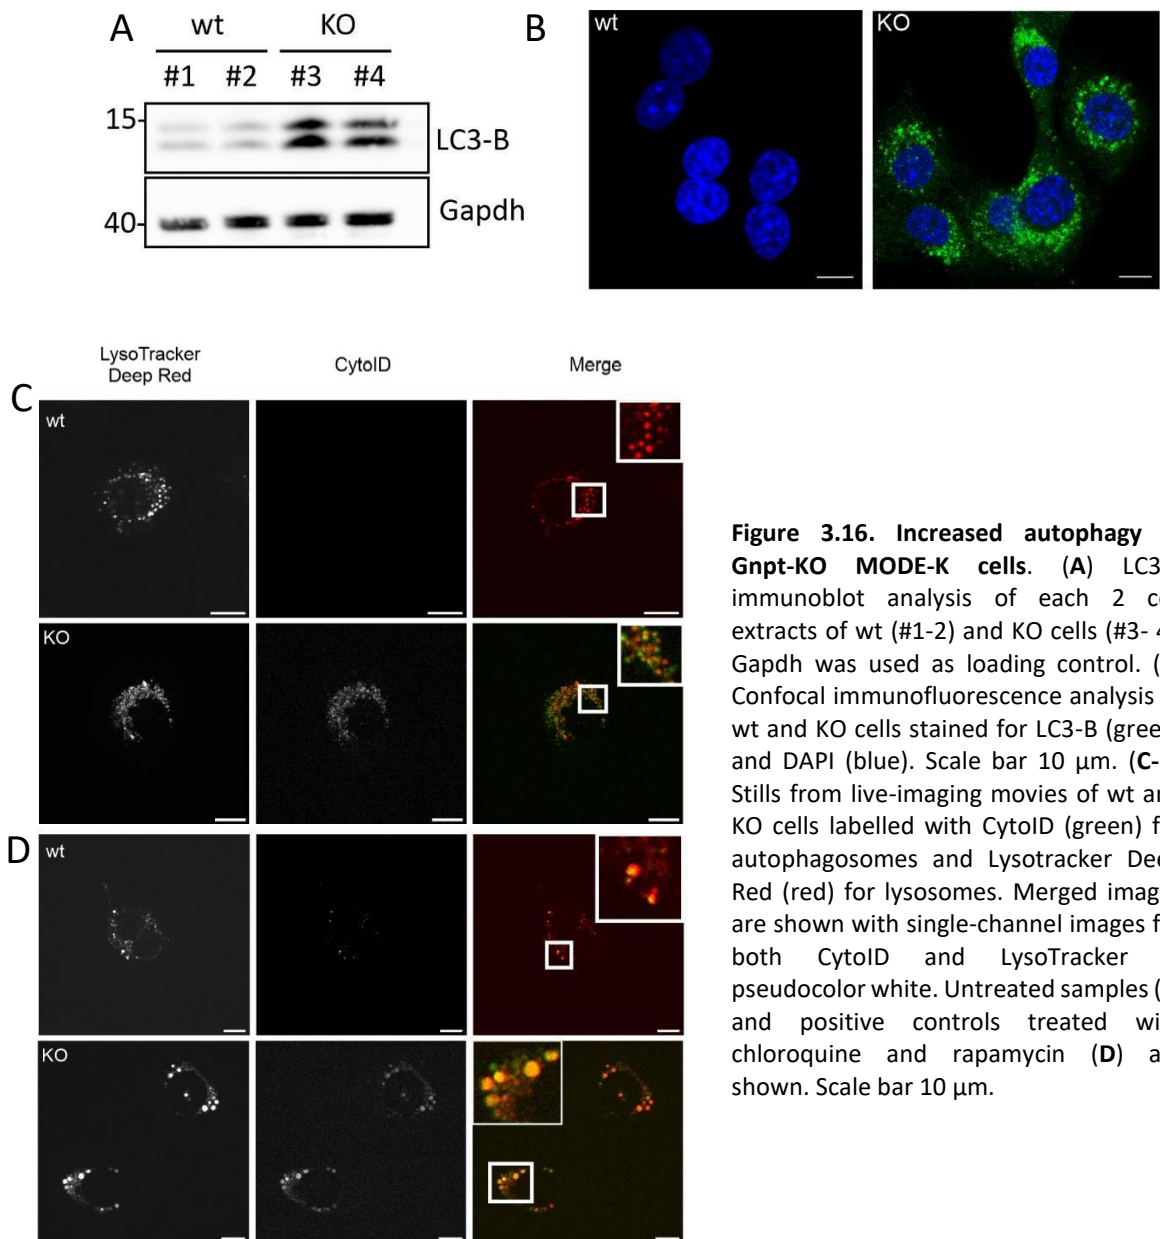 A
wt KO
#1 #2 #3 #4
15-
LC3-B
40-
Gapdh
B
wt
KO
LysoTracker
Deep Red
CytoID
Merge
C
wt
KO
D
wt
KO
Figure 3.16. Increased autophagy
Gnpt-KO MODE-K cells. (A) LC3
immunoblot analysis of each 2
extracts of wt (#1-2) and KO cells (#3- 4
Gapdh was used as loading control. (
Confocal immunofluorescence analysis
wt and KO cells stained for LC3-B (gree
and DAPI (blue). Scale bar 10 µm. (C-
Stills from live-imaging movies of wt a
KO cells labelled with CytoID (green) f
autophagosomes and Lysotracker Dee
Red (red) for lysosomes. Merged imag
are shown with single-channel images f
both CytoID and LysoTracker
pseudocolor white. Untreated samples (
and positive controls treated wi
chloroquine and rapamycin (D) a
shown. Scale bar 10 µm.